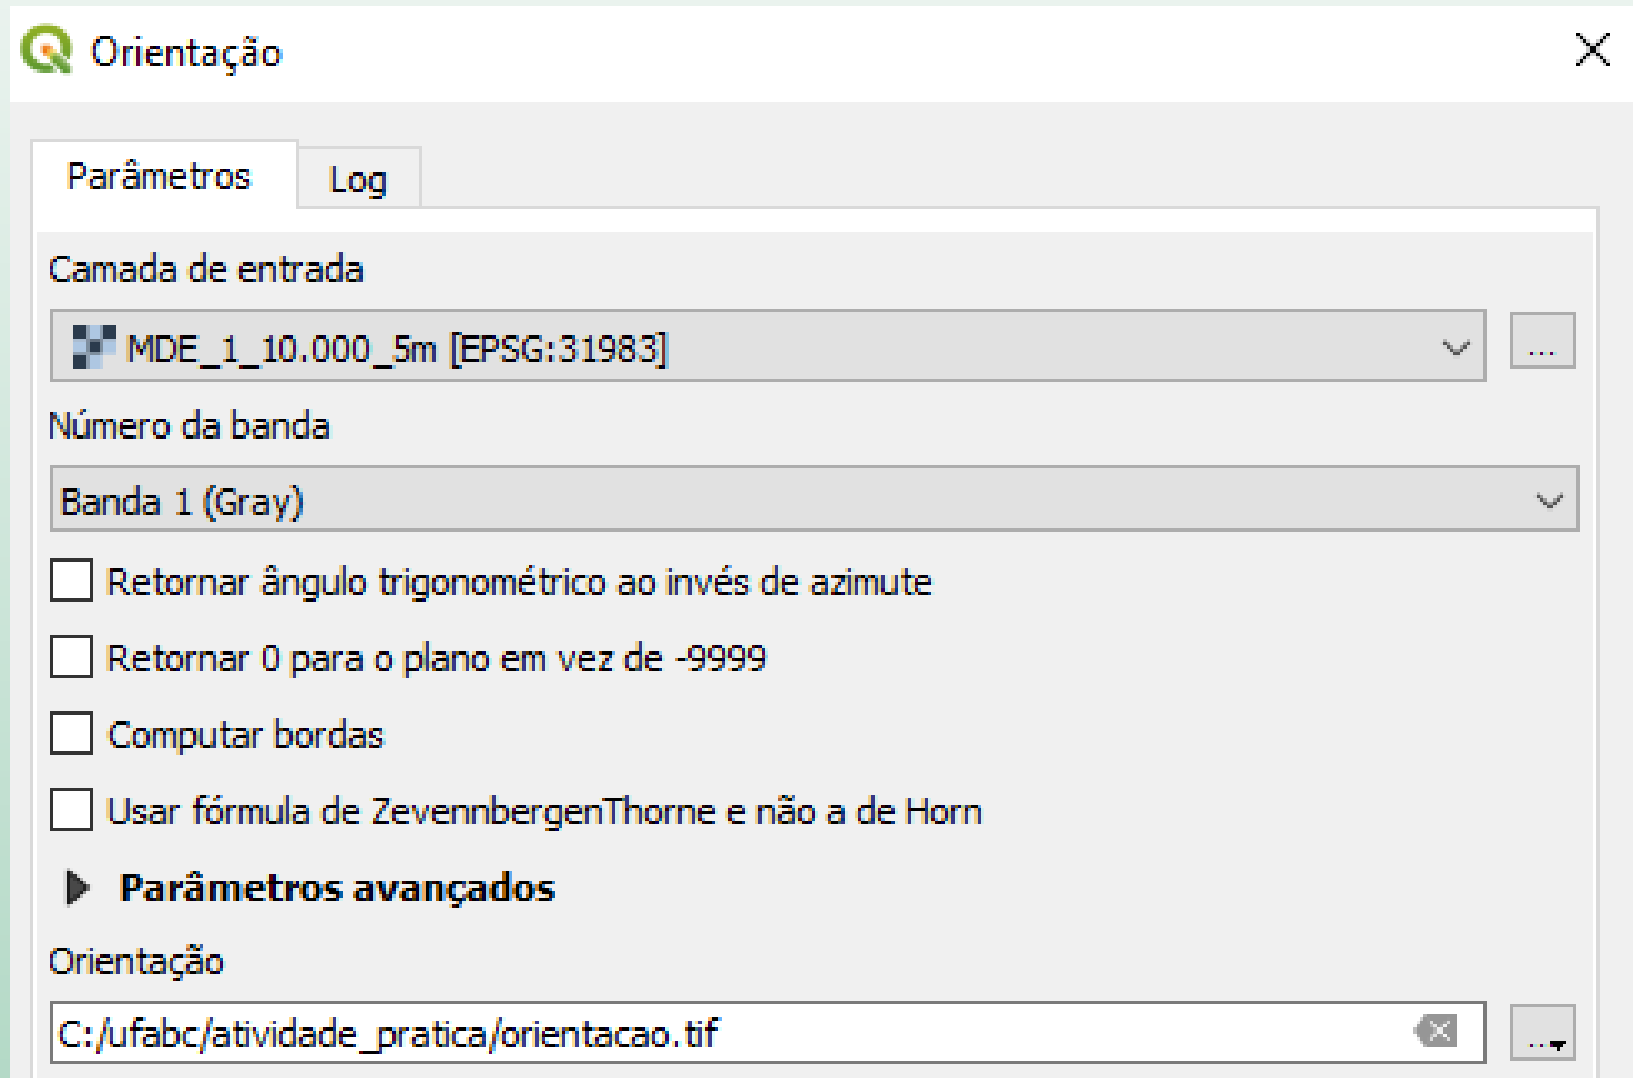 Orientação
Parâmetros
Log
Camada de entrada
MDE_1_10.000_5m [EPSG:31983]
...
Número da banda
Banda 1 (Gray)
Retornar ângulo trigonométrico ao invés de azimute
Retornar 0 para o plano em vez de -9999
Computar bordas
Usar fórmula de ZevennbergenThorne e não a de Horn
Parâmetros avançados
Orientação
C:/ufabc/atividade_pratica/orientacao.tif
...